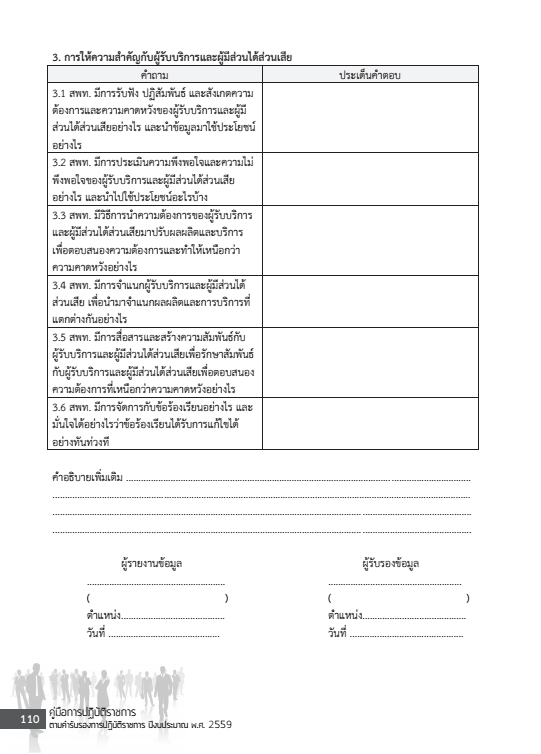 3. การให้ความสำคัญกับผู้รับบริการและผู้มีส่วนได้ส่วนเสีย
คำถาม ประเด็นคำตอบ
3.1 สพท. มีการรับฟัง ปฏิสัมพันธ์ และสังเกตความ
ต้องการและความคาดหวังของผู้รับบริการและผู้มี
ส่วนได้ส่วนเสียอย่างไร และนำข้อมูลมาใช้ประโยชน์
อย่างไร
3.2 สพท. มีการประเมินความพึงพอใจและความไม่
พึงพอใจของผู้รับบริการและผู้มีส่วนได้ส่วนเสีย
อย่างไร และนำไปใช้ประโยชน์อะไรบ้าง
3.3 สพท. มีวิธีการนำความต้องการของผู้รับบริการ
และผู้มีส่วนได้ส่วนเสียมาปรับผลผลิตและบริการ
เพื่อตอบสนองความต้องการและทำให้เหนือกว่า
ความคาดหวังอย่างไร
3.4 สพท. มีการจำแนกผู้รับบริการและผู้มีส่วนได้
ส่วนเสีย เพื่อนำมาจำแนกผลผลิตและการบริการที่
แตกต่างกันอย่างไร
3.5 สพท. มีการสื่อสารและสร้างความสัมพันธ์กับ
ผู้รับบริการและผู้มีส่วนได้ส่วนเสียเพื่อรักษาสัมพันธ์
กับผู้รับบริการและผู้มีส่วนได้ส่วนเสียเพื่อตอบสนอง
ความต้องการที่เหนือกว่าความคาดหวังอย่างไร
3.6 สพท. มีการจัดการกับข้อร้องเรียนอย่างไร และ
มั่นใจได้อย่างไรว่าข้อร้องเรียนได้รับการแก้ไขได้
อย่างทันท่วงที
คำอธิบายเพิ่มเติม ........................................
........................................
........................................
........................................
ผู้รายงานข้อมูล ผู้รับรองข้อมูล
........................................ ........................................
( ) ( )
ตำแหน่ง.................... ตำแหน่ง....................
วันที่ .................... วันที่ ....................
110 คู่มือการปฏิบัติราชการ
ตามคำรับรองการปฏิบัติราชการ ปีงบประมาณ พ.ศ. 2559